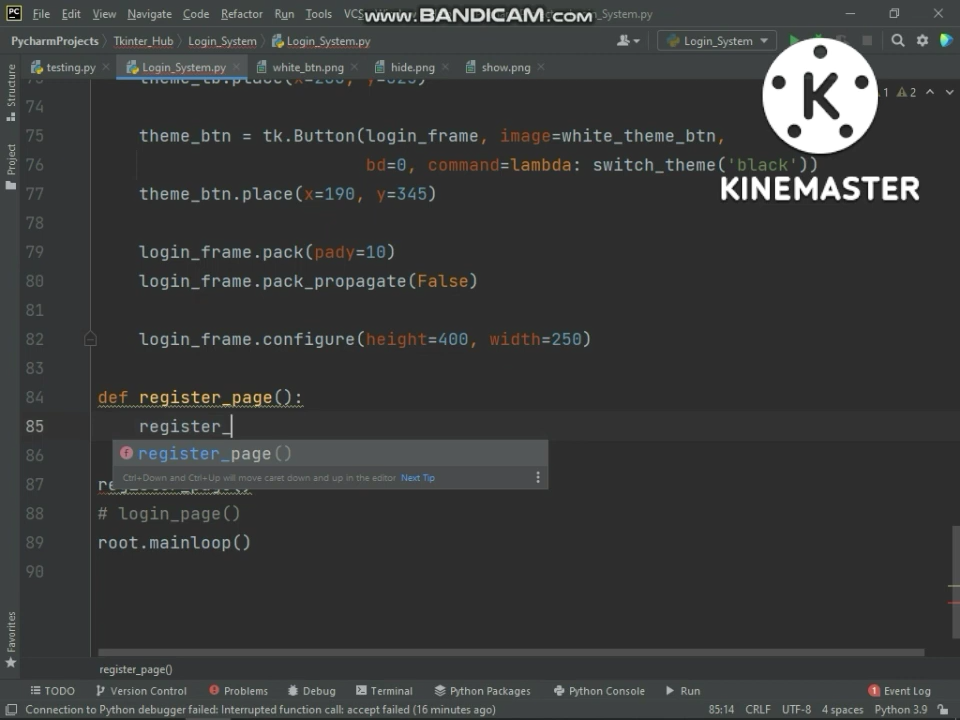 PC File Edit View Navigate Code Refactor Run Tools VCS www.BANDICAM.com in_System.py
PycharmProjects Tkinter_Hub Login_System Login_System.py Login_System
testing.py Login_System.py white_btn.png hide.png show.png 1 2
Structure
Project
Favorites
K
KINEMASTER
74
75 theme_btn = tk.Button(login_frame, image=white_theme_btn,
76 bd=0, command=lambda: switch_theme('black'))
77 theme_btn.place(x=190, y=345)
78
79 login_frame.pack(pady=10)
80 login_frame.pack_propagate(False)
81
82 login_frame.configure(height=400, width=250)
83
84 def register_page():
85 register_
86 register_page()
Ctrl+Down and Ctrl+Up will move caret down and up in the editor Next Tip
87
88 # login_page()
89 root.mainloop()
90
register_page()
TODO Version Control Problems Debug Terminal Python Packages Python Console Run 1 Event Log
Connection to Python debugger failed: Interrupted function call: accept failed (16 minutes ago) 85:14 CRLF UTF-8 4 spaces Python 3.9